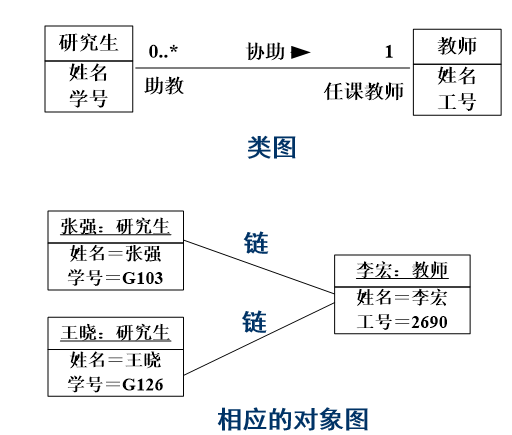 研究生
姓名
学号
0..*
协助
1
助教
任课教师
教师
姓名
工号
类图
张强：研究生
姓名＝张强
学号＝G103
链
王晓：研究生
姓名＝王晓
学号＝G126
链
李宏：教师
姓名＝李宏
工号＝2690
相应的对象图